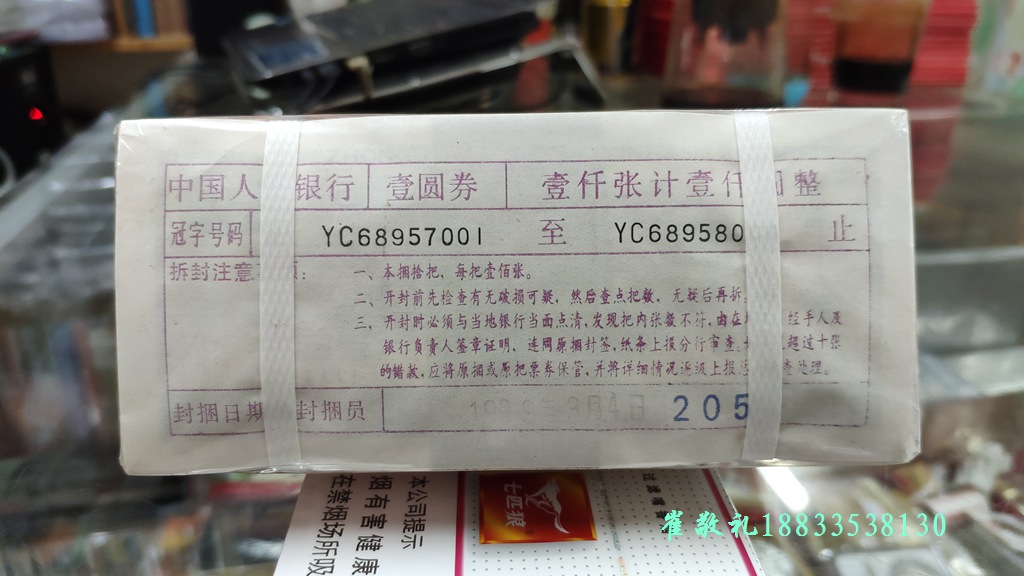 中国人 银行 壹圆券 壹仟张计壹仟 整
冠字号码 YC68957001 至 YC689580 止
拆封注意 项：
一、本捆拾把，每把壹佰张。
二、开封前先检查有无破损可疑，然后查点把数，无疑后再拆
三、开封时必须与当地银行当面点清，发现把内张数不符，由在 经手人及
银行负责人签章证明，连同原捆封签、纸条上报分行审查。 超过十张
的错款，应将原捆或原把票券保管，并将详细情况逐级上报 查处理。
封捆日期 封捆员 205
本公司提示
烟有害健康
在禁烟场所吸
七匹狼
崔敬礼18833538130